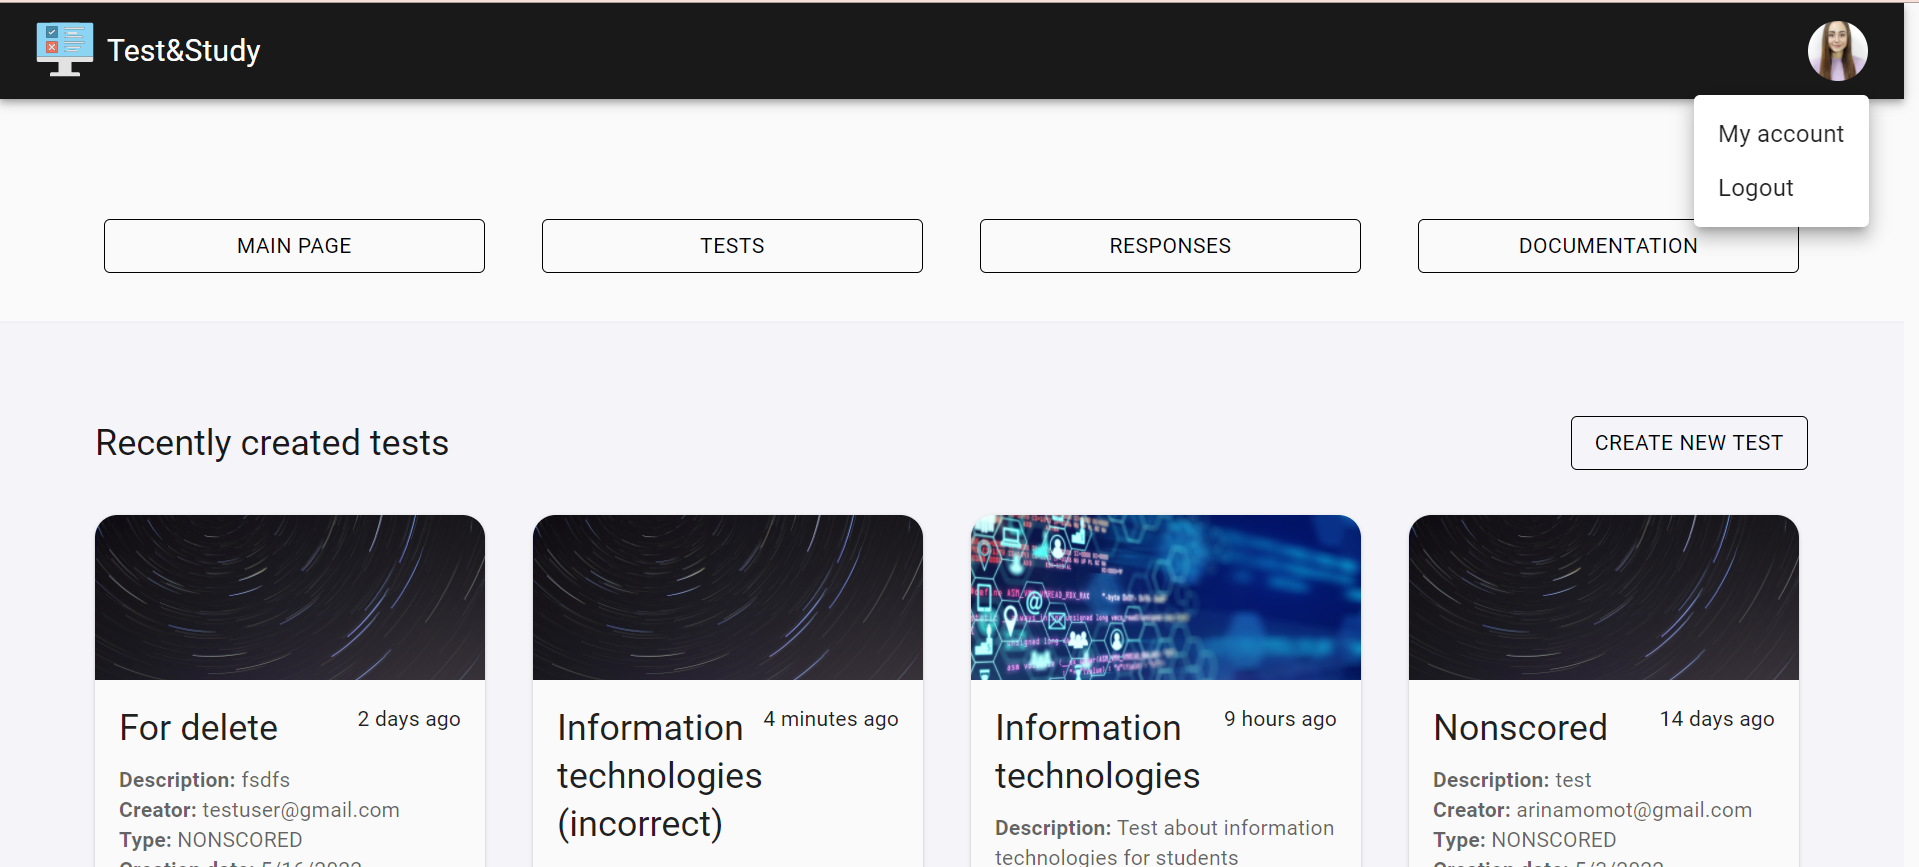 Test&Study
My account
Logout
MAIN PAGE
TESTS
RESPONSES
DOCUMENTATION
Recently created tests
CREATE NEW TEST
For delete
2 days ago
Description: fsdfs
Creator: testuser@gmail.com
Type: NONSCORED
Information
technologies
(incorrect)
4 minutes ago
Information
technologies
9 hours ago
Description: Test about information
technologies for students
Nonscored
14 days ago
Description: test
Creator: arinamomot@gmail.com
Type: NONSCORED